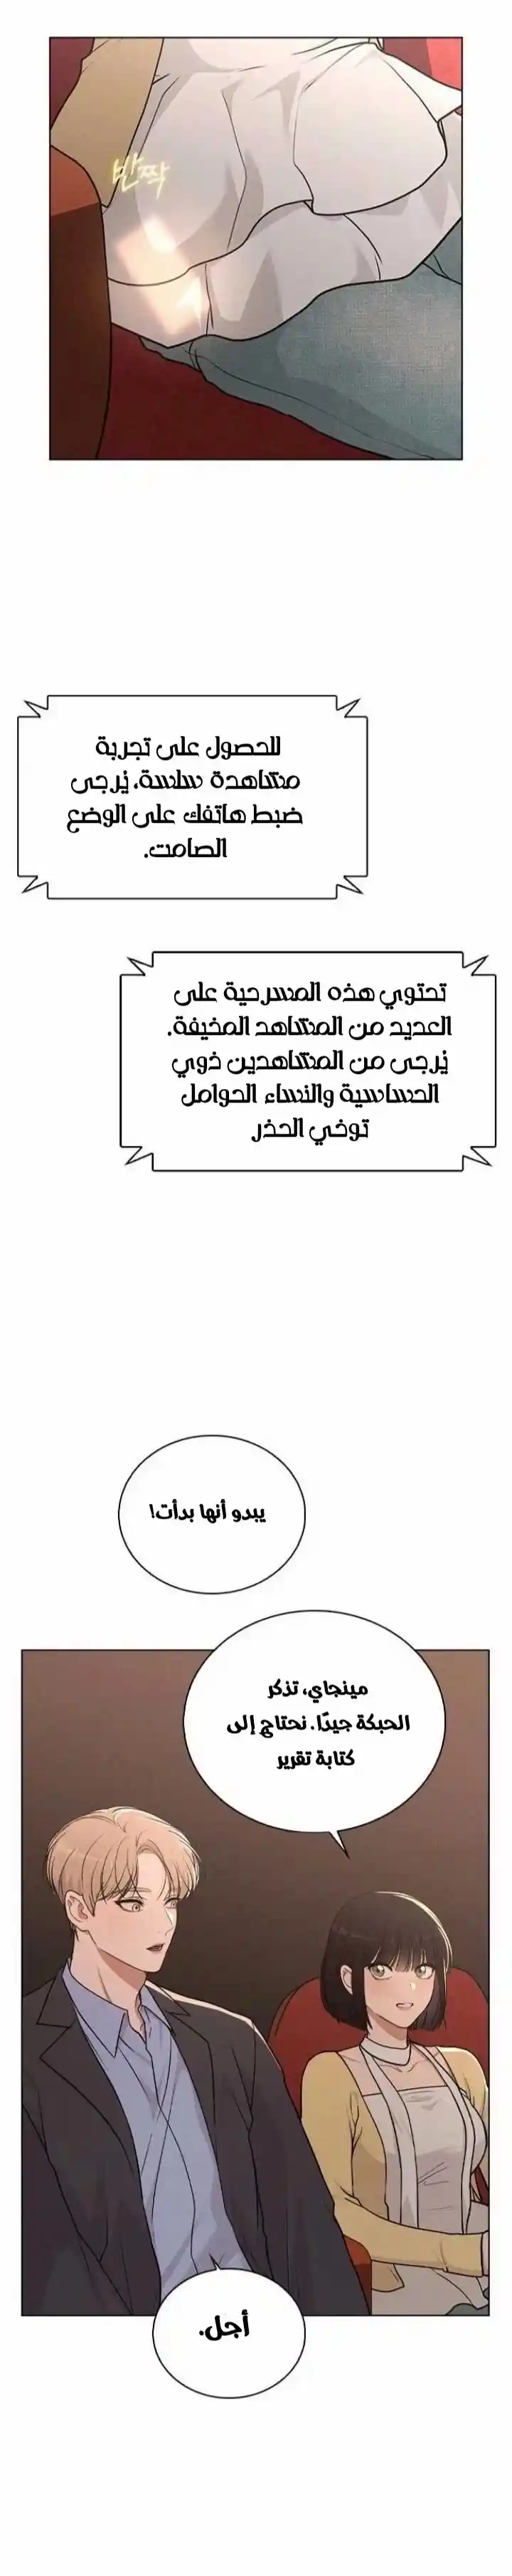 반짝
للحصول على تجربة
مشاهدة سلسة، يُرجى
ضبط هاتفك على الوضع
الصامت.
تحتوي هذه المسرحية على
العديد من المشاهد المخيفة.
يُرجى من المشاهدين ذوي
الحساسية والنساء الحوامل
توخي الحذر
يبدو أنها بدأت!
مينجاي، تذكر
الحبكة جيدًا. نحتاج إلى
كتابة تقرير
أجل.